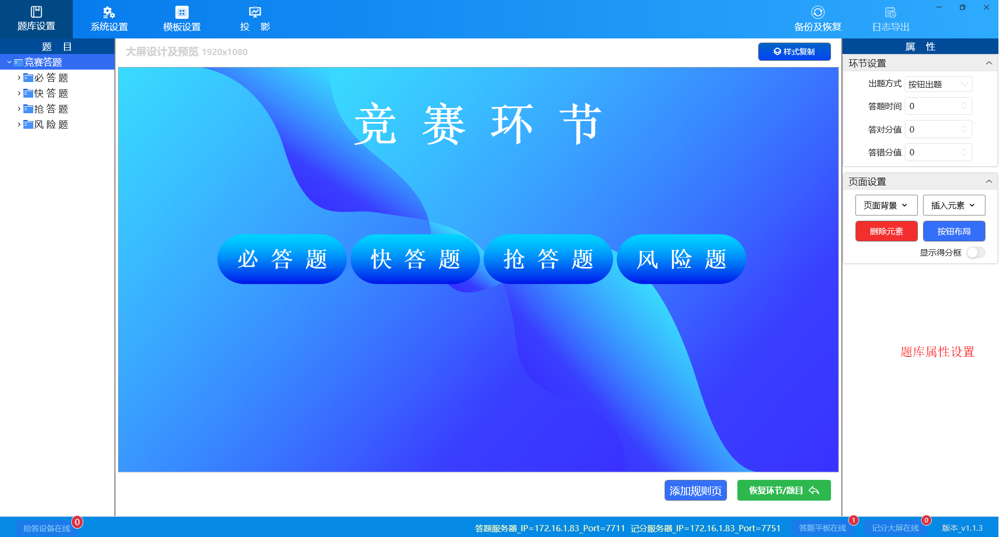 题库设置
系统设置
模板设置
投 影
备份及恢复
日志导出
题 目
竞赛答题
必 答 题
快 答 题
抢 答 题
风 险 题
大屏设计及预览 1920x1080
样式复制
竞 赛 环 节
必 答 题
快 答 题
抢 答 题
风 险 题
添加规则页
恢复环节/题目
属 性
环节设置
出题方式 按钮出题
答题时间 0
答对分值 0
答错分值 0
页面设置
页面背景
插入元素
删除元素
按钮布局
显示得分框
题库属性设置
抢答设备在线 0
答题服务器_IP=172.16.1.83_Port=7711 记分服务器_IP=172.16.1.83_Port=7751
答题平板在线 1
记分大屏在线 0
版本_v1.1.3